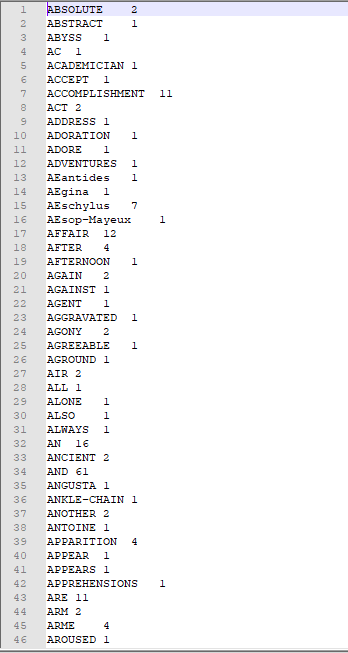 1 ABSOLUTE 2
2 ABSTRACT 1
3 ABYSS 1
4 AC 1
5 ACADEMICIAN 1
6 ACCEPT 1
7 ACCOMPLISHMENT 11
8 ACT 2
9 ADDRESS 1
10 ADORATION 1
11 ADORE 1
12 ADVENTURES 1
13 AEantides 1
14 AEgina 1
15 AEschylus 7
16 AEsop-Mayeux 1
17 AFFAIR 12
18 AFTER 4
19 AFTERNOON 1
20 AGAIN 2
21 AGAINST 1
22 AGENT 1
23 AGGRAVATED 1
24 AGONY 2
25 AGREEABLE 1
26 AGROUND 1
27 AIR 2
28 ALL 1
29 ALONE 1
30 ALSO 1
31 ALWAYS 1
32 AN 16
33 ANCIENT 2
34 AND 61
35 ANGUSTA 1
36 ANKLE-CHAIN 1
37 ANOTHER 2
38 ANTOINE 1
39 APPARITION 4
40 APPEAR 1
41 APPEARS 1
42 APPREHENSIONS 1
43 ARE 11
44 ARM 2
45 ARME 4
46 AROUSED 1